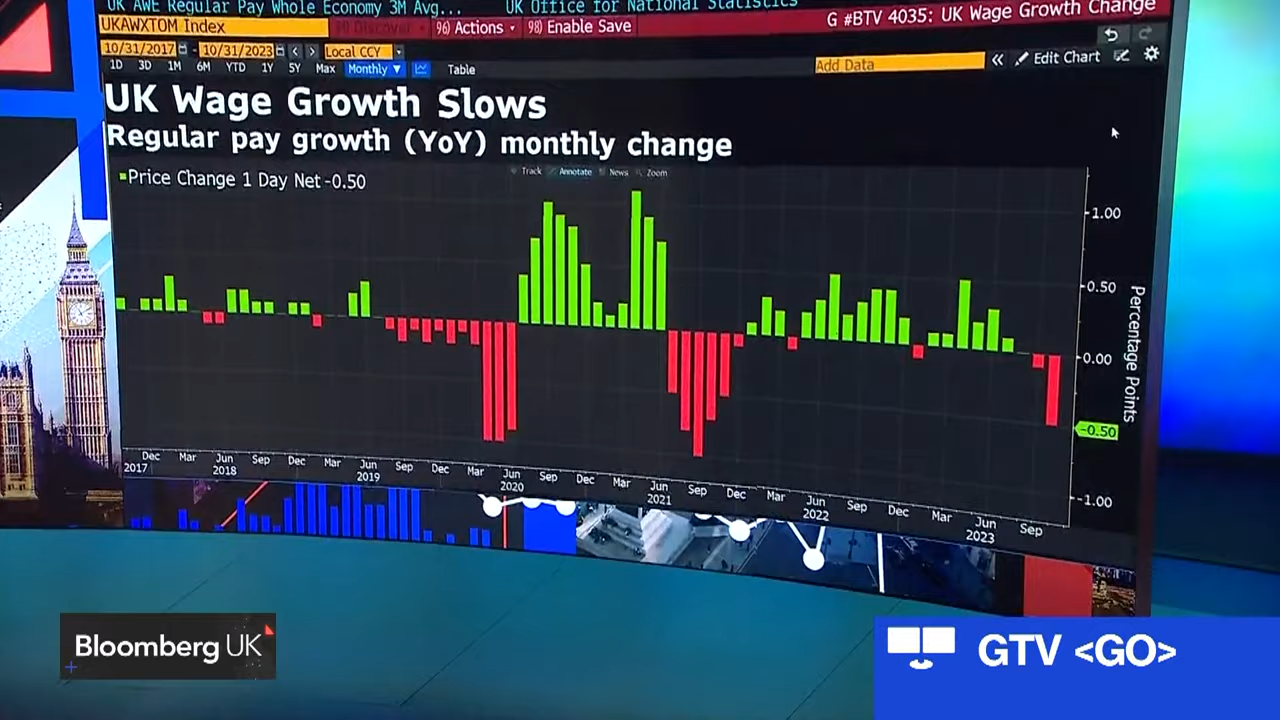 UK AWE Regular Pay Whole Economy 3M Avg... UK Office for National Statistics
UKAWXTOM Index 99) Discover 96) Actions 98) Enable Save G #BTV 4035: UK Wage Growth Change
10/31/2017 - 10/31/2023 Local CCY
1D 3D 1M 6M YTD 1Y 5Y Max Monthly ▼ Table Add Data « Edit Chart
UK Wage Growth Slows
Regular pay growth (YoY) monthly change
Track Annotate News Zoom
Price Change 1 Day Net -0.50
1.00
0.50
0.00
-0.50
-1.00
Percentage Points
Dec Mar Jun Sep Dec Mar Jun Sep Dec Mar Jun Sep Dec Mar Jun Sep Dec Mar Jun Sep Dec Mar Jun Sep
2017 2018 2019 2020 2021 2022 2023
Bloomberg UK
GTV <GO>